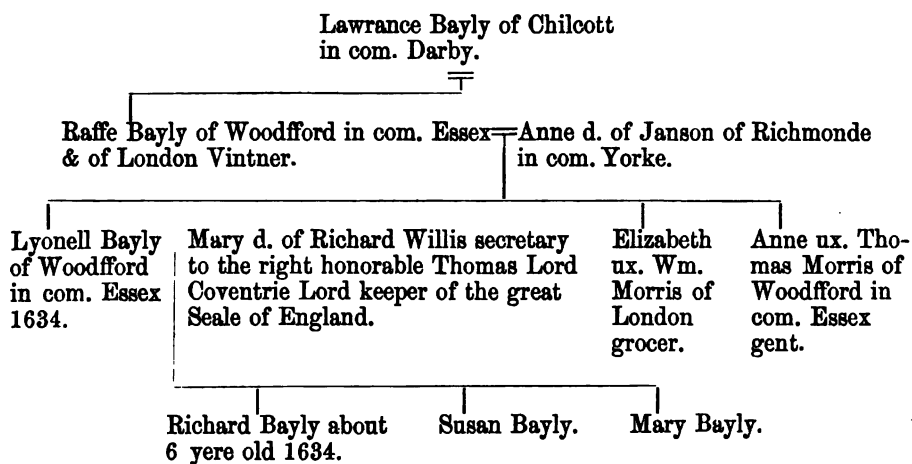 Lawrance Bayly of Chilcott
in com. Darby.
Raffe Bayly of Woodfford in com. Essex
& of London Vintner.
Anne d. of Janson of Richmonde
in com. Yorke.
Lyonell Bayly
of Woodfford
in com. Essex
1634.
Mary d. of Richard Willis secretary
to the right honorable Thomas Lord
Coventrie Lord keeper of the great
Seale of England.
Elizabeth
ux. Wm.
Morris of
London
grocer.
Anne ux. Tho-
mas Morris of
Woodfford in
com. Essex
gent.
Richard Bayly about
6 yere old 1634.
Susan Bayly.
Mary Bayly.